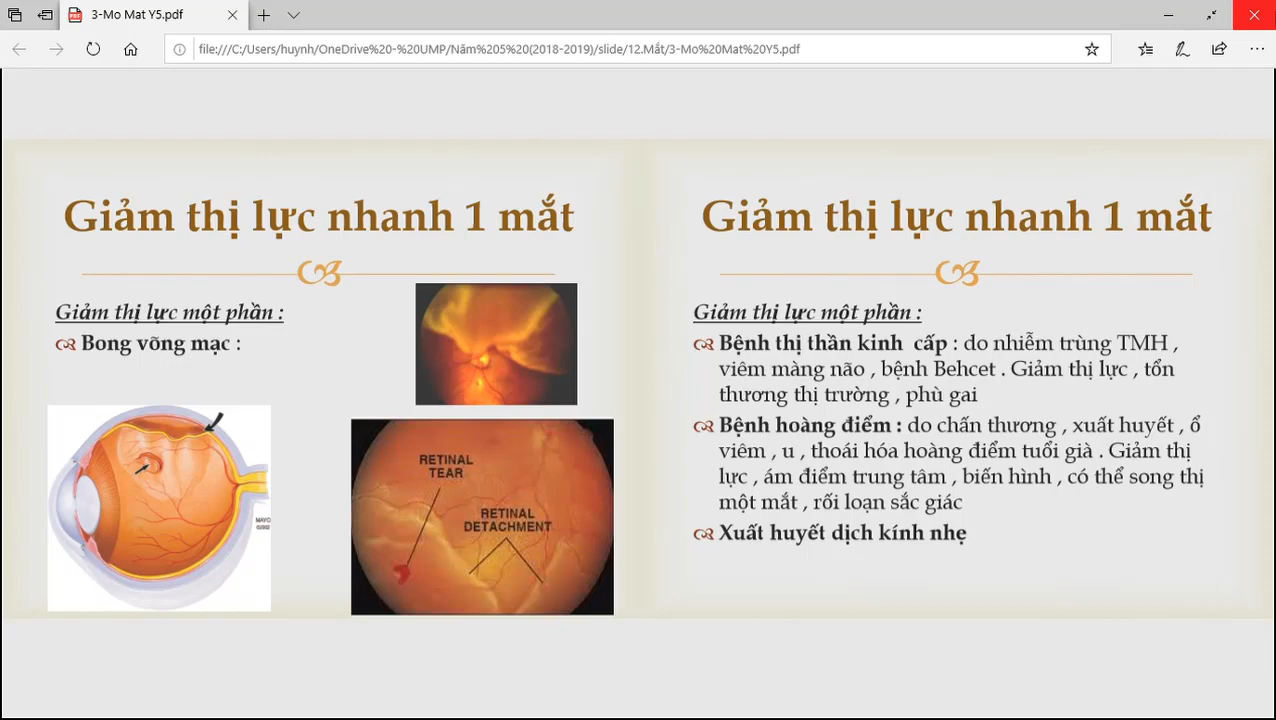 3-Mo Mat Y5.pdf
file:///C:/Users/huynh/OneDrive%20-%20UMP/Năm%205%20(2018-2019)/slide/12.Mắt/3-Mo%20Mat%20Y5.pdf
Giảm thị lực nhanh 1 mắt
Giảm thị lực một phần :
Bong võng mạc :
RETINAL
TEAR
RETINAL
DETACHMENT
MAYO
Giảm thị lực nhanh 1 mắt
Giảm thị lực một phần :
Bệnh thị thần kinh cấp : do nhiễm trùng TMH ,
viêm màng não , bệnh Behcet . Giảm thị lực , tổn
thương thị trường , phù gai
Bệnh hoàng điểm : do chấn thương , xuất huyết , ổ
viêm , u , thoái hóa hoàng điểm tuổi già . Giảm thị
lực , ám điểm trung tâm , biến hình , có thể song thị
một mắt , rối loạn sắc giác
Xuất huyết dịch kính nhẹ